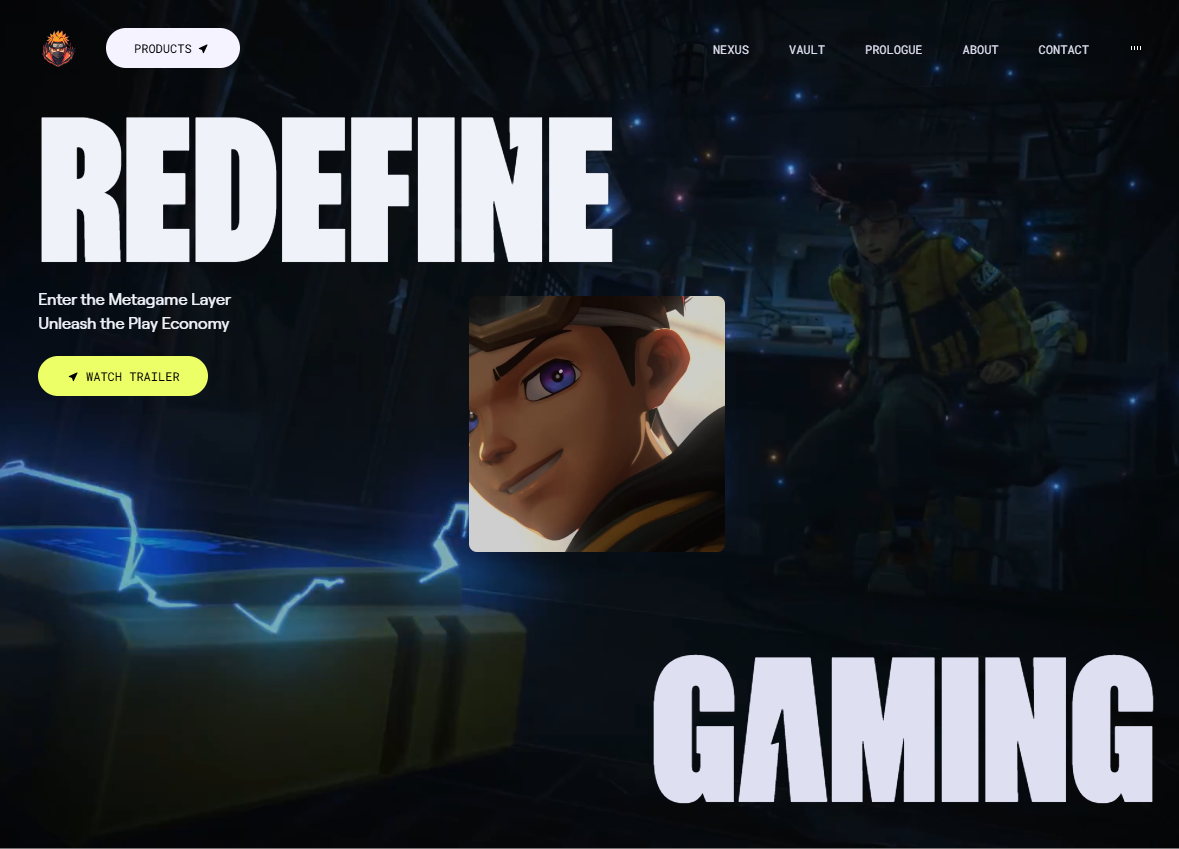 PRODUCTS
NEXUS
VAULT
PROLOGUE
ABOUT
CONTACT
REDEFINE
Enter the Metagame Layer
Unleash the Play Economy
WATCH TRAILER
GAMING